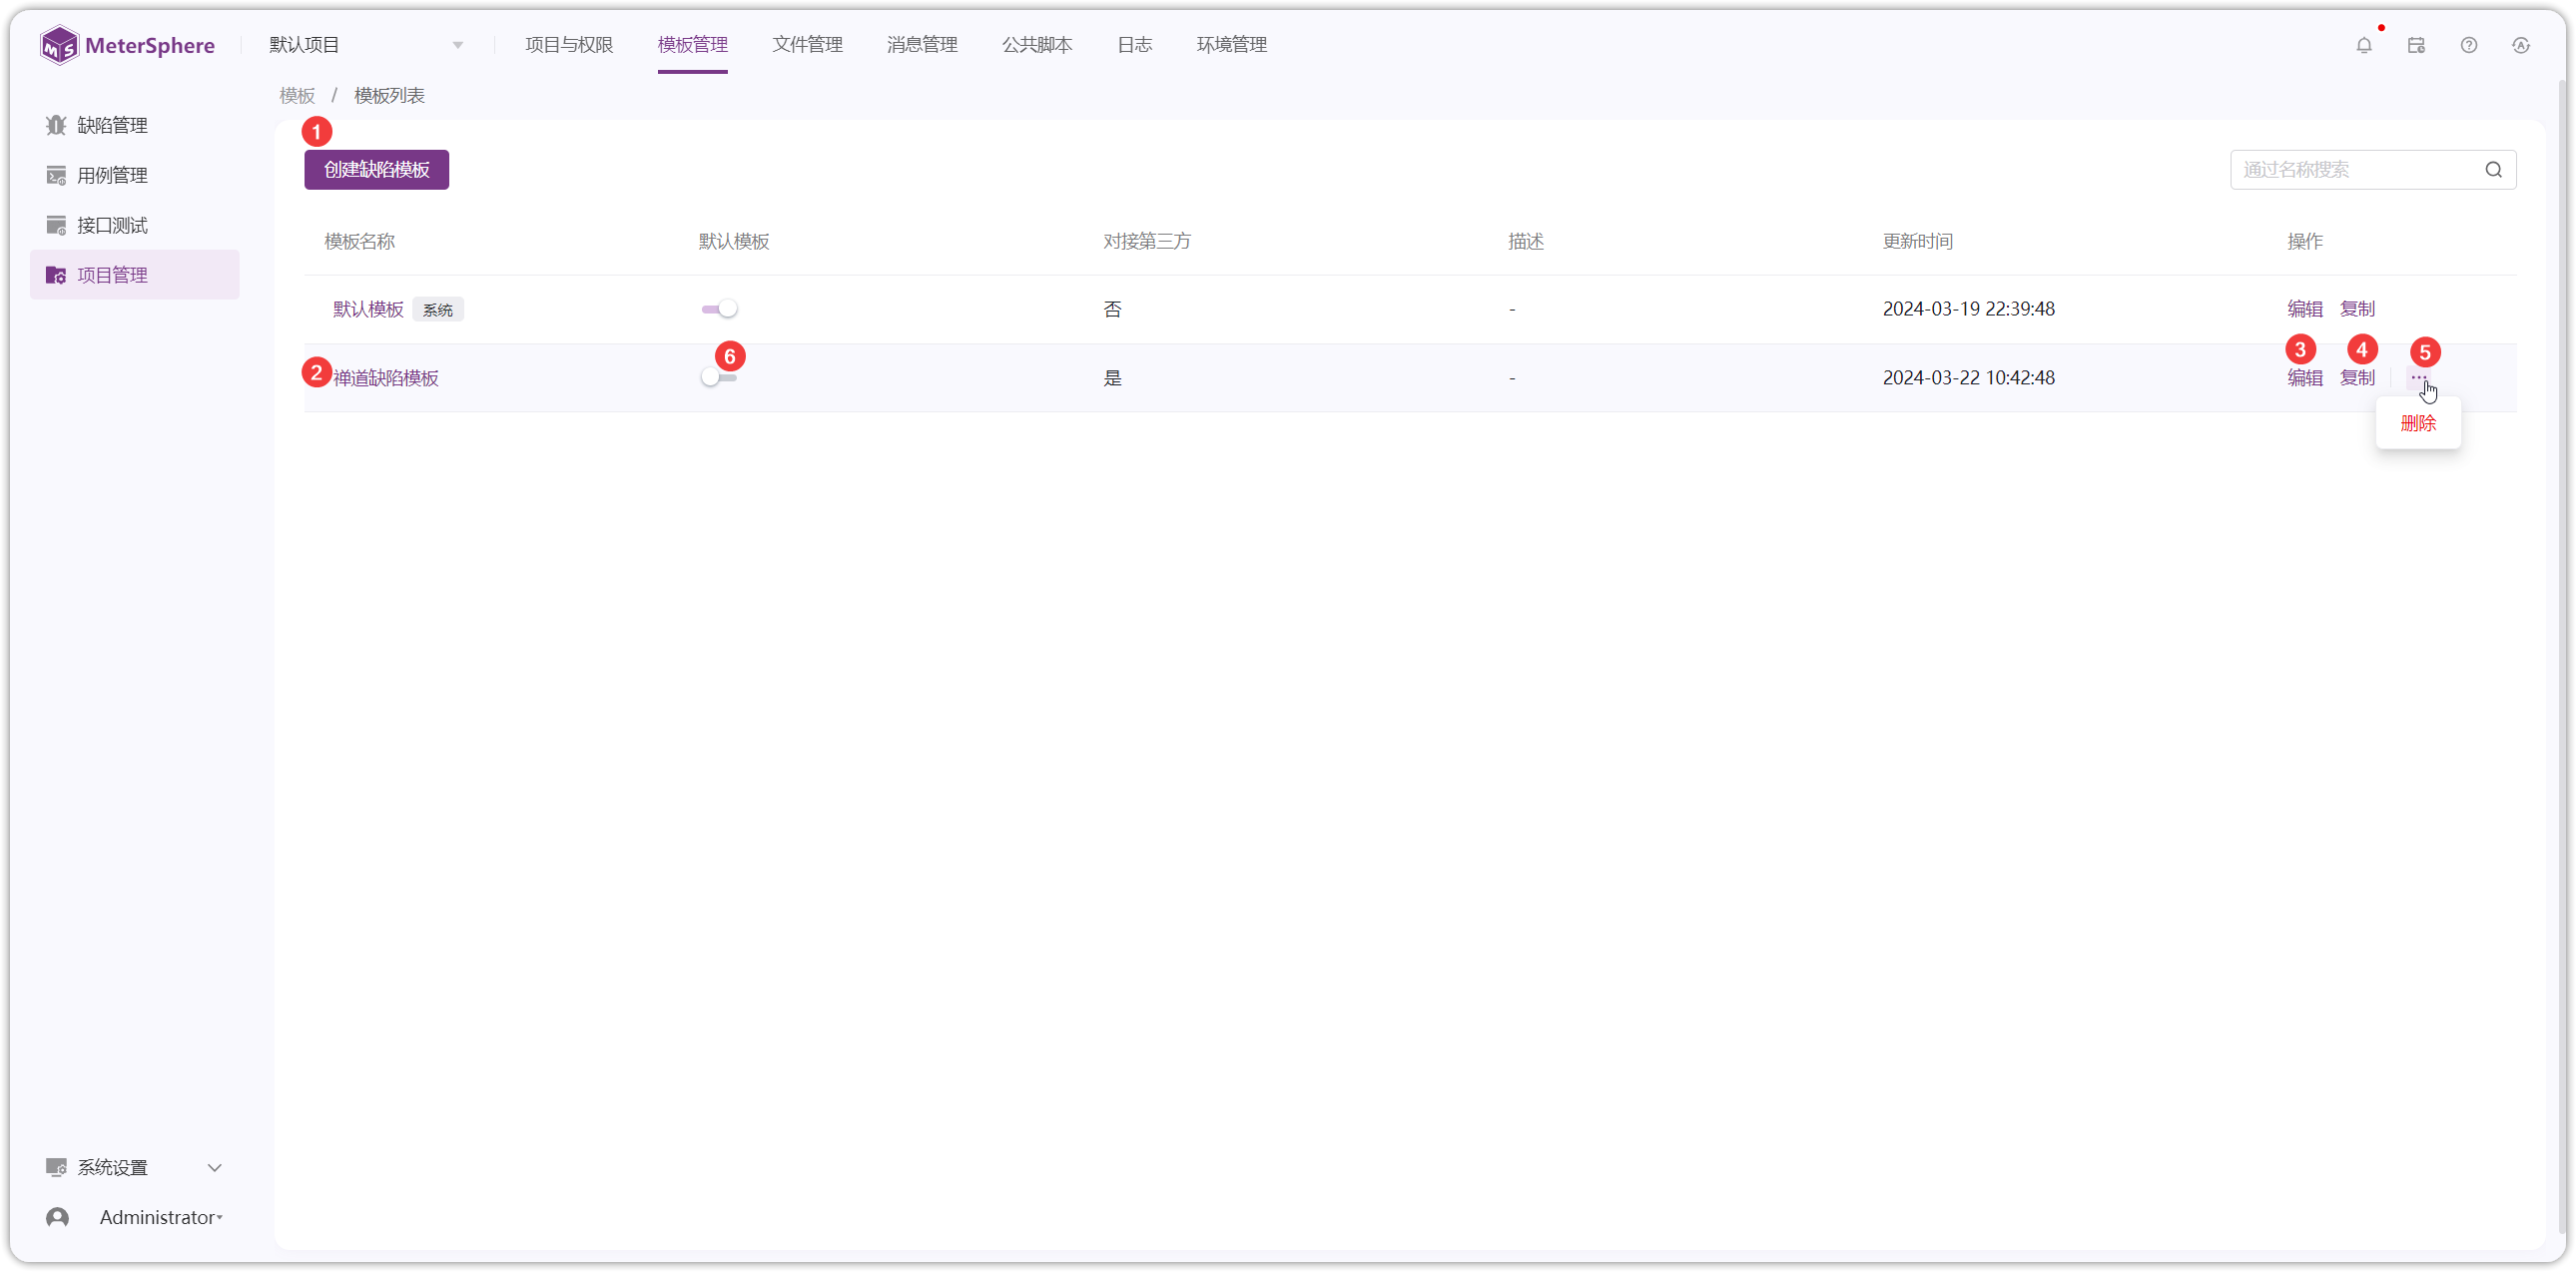 MeterSphere 默认项目 项目与权限 模板管理 文件管理 消息管理 公共脚本 日志 环境管理
模板 / 模板列表
缺陷管理
用例管理
接口测试
项目管理
1
创建缺陷模板 通过名称搜索
模板名称 默认模板 对接第三方 描述 更新时间 操作
默认模板 系统 否 - 2024-03-19 22:39:48 编辑 复制
6 3 4 5
2 禅道缺陷模板 是 - 2024-03-22 10:42:48 编辑 复制 ···
删除
系统设置
Administrator